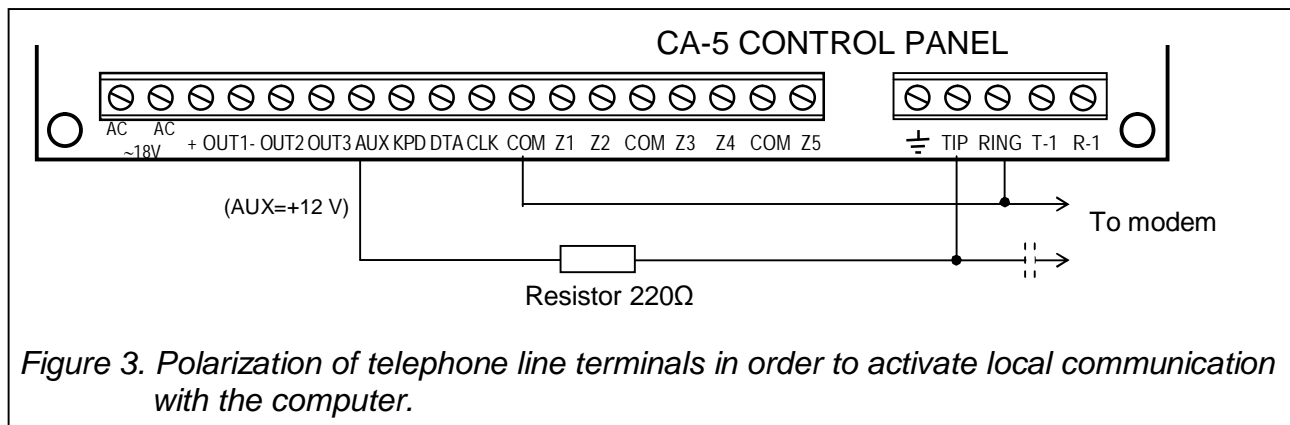 CA-5 CONTROL PANEL
AC AC + OUT1- OUT2 OUT3 AUX KPD DTA CLK COM Z1 Z2 COM Z3 Z4 COM Z5 TIP RING T-1 R-1
~18V
(AUX=+12 V)
To modem
Resistor 220Ω
Figure 3. Polarization of telephone line terminals in order to activate local communication
with the computer.